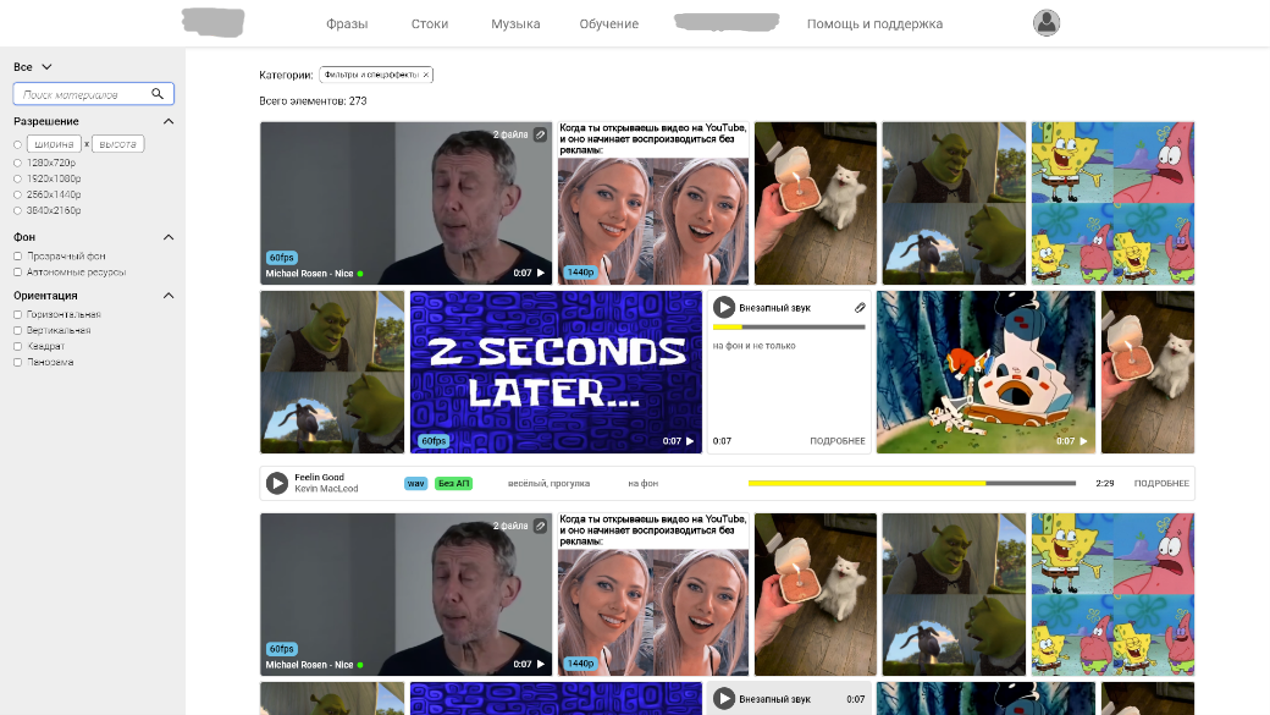 Фразы
Стоки
Музыка
Обучение
Помощь и поддержка
Все
Поиск материалов
Разрешение
ширина x высота
1280x720p
1920x1080p
2560x1440p
3840x2160p
Фон
Прозрачный фон
Автономные ресурсы
Ориентация
Горизонтальная
Вертикальная
Квадрат
Панорама
Категории: Фильтры и спецэффекты ×
Всего элементов: 273
2 файла
60fps
Michael Rosen - Nice
0:07
Когда ты открываешь видео на YouTube,
и оно начинает воспроизводиться без
рекламы:
1440p
2 SECONDS
LATER...
60fps
0:07
Внезапный звук
на фон и не только
0:07
ПОДРОБНЕЕ
0:07
Feelin Good
Kevin MacLeod
wav
Без АП
весёлый, прогулка
на фон
2:29
ПОДРОБНЕЕ
2 файла
60fps
Michael Rosen - Nice
0:07
Когда ты открываешь видео на YouTube,
и оно начинает воспроизводиться без
рекламы:
1440p
Внезапный звук
0:07